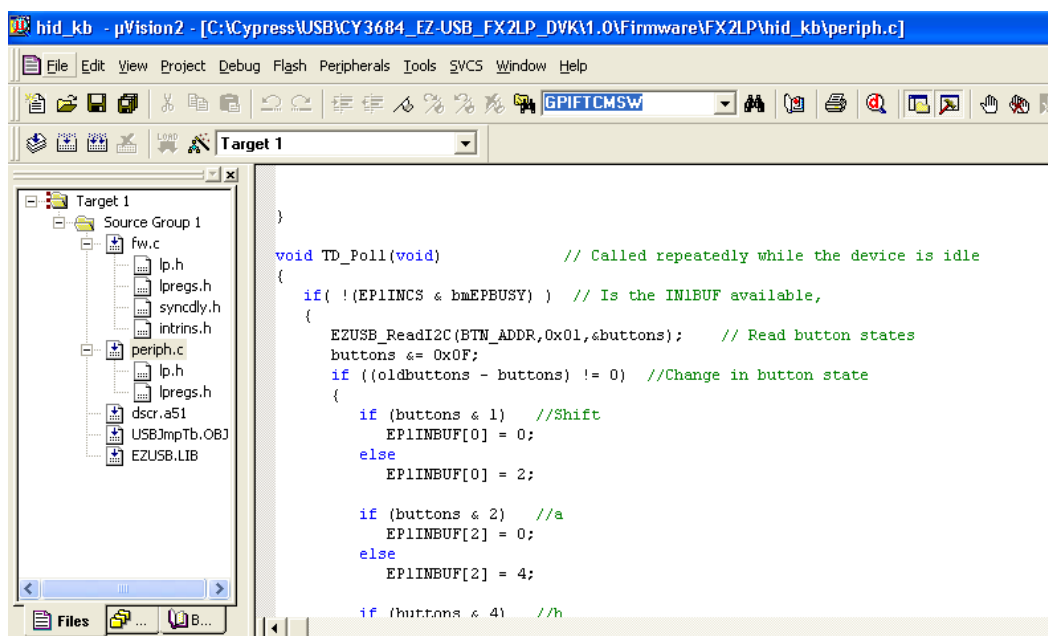 hid_kb - µVision2 - [C:\Cypress\USB\CY3684_EZ-USB_FX2LP_DVK\1.0\Firmware\FX2LP\hid_kb\periph.c]
File Edit View Project Debug Flash Peripherals Tools SVCS Window Help
GPIFTCMSW
LOAD Target 1
Target 1
Source Group 1
fw.c
lp.h
lpregs.h
syncdly.h
intrins.h
periph.c
lp.h
lpregs.h
dscr.a51
USBJmpTb.OBJ
EZUSB.LIB
Files ... B...
}
void TD_Poll(void) // Called repeatedly while the device is idle
{
if( !(EP1INCS & bmEPBUSY) ) // Is the IN1BUF available,
{
EZUSB_ReadI2C(BTN_ADDR,0x01,&buttons); // Read button states
buttons &= 0x0F;
if ((oldbuttons - buttons) != 0) //Change in button state
{
if (buttons & 1) //Shift
EP1INBUF[0] = 0;
else
EP1INBUF[0] = 2;
if (buttons & 2) //a
EP1INBUF[2] = 0;
else
EP1INBUF[2] = 4;
if (buttons & 4) //b